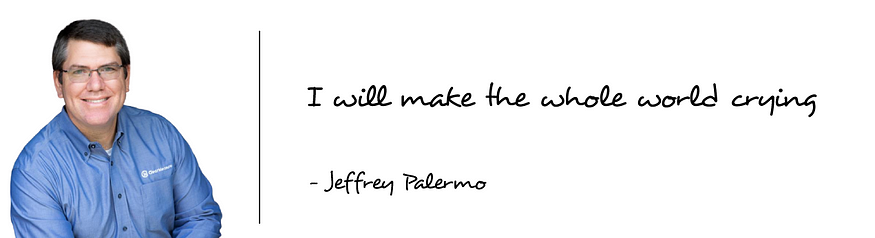 I will make the whole world crying
- Jeffrey Palermo